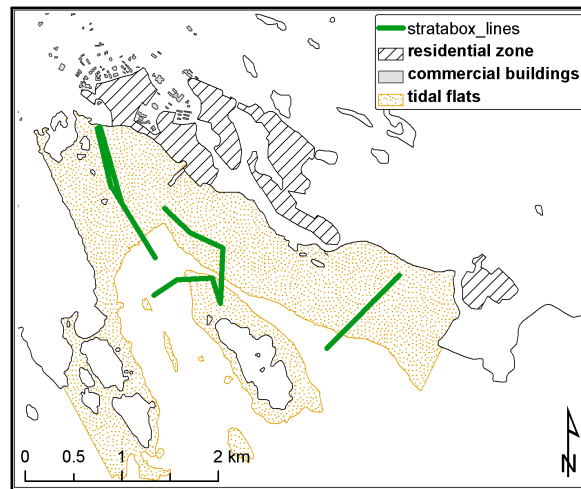 stratabox_lines
residential zone
commercial buildings
tidal flats
0 0.5 1 2 km
N